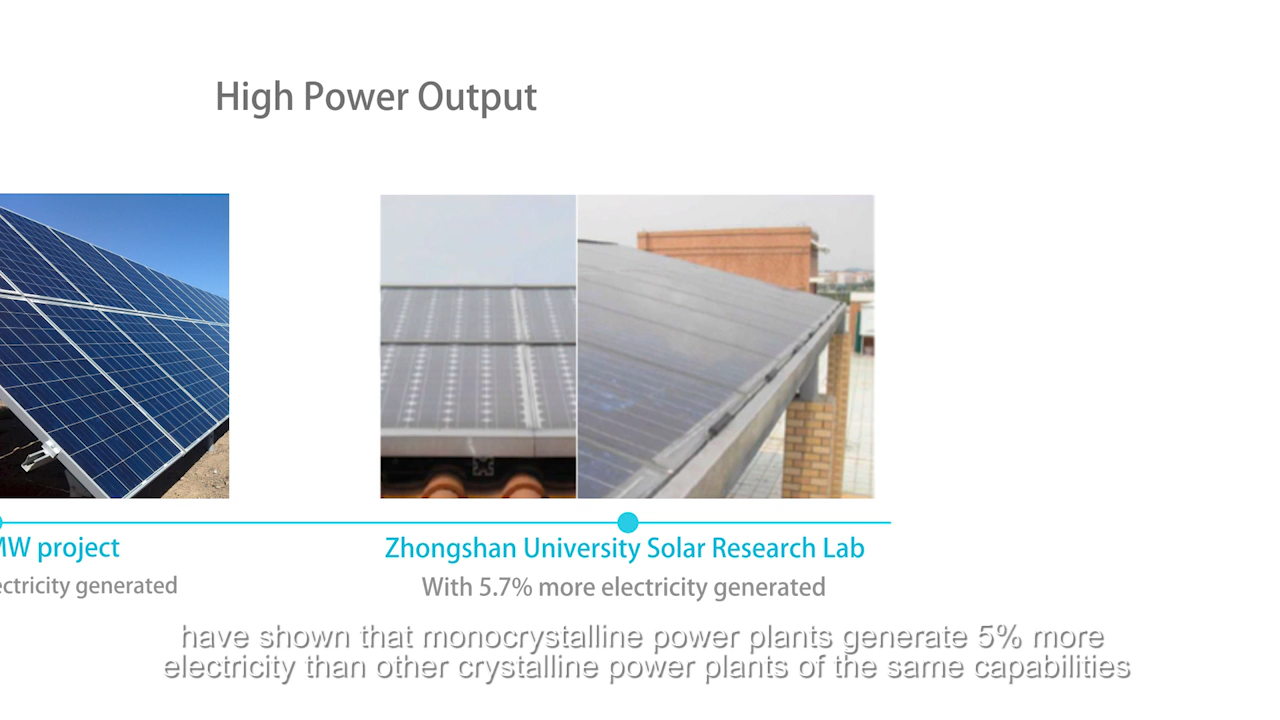 High Power Output
MW project
Zhongshan University Solar Research Lab
electricity generated
With 5.7% more electricity generated
have shown that monocrystalline power plants generate 5% more
electricity than other crystalline power plants of the same capabilities